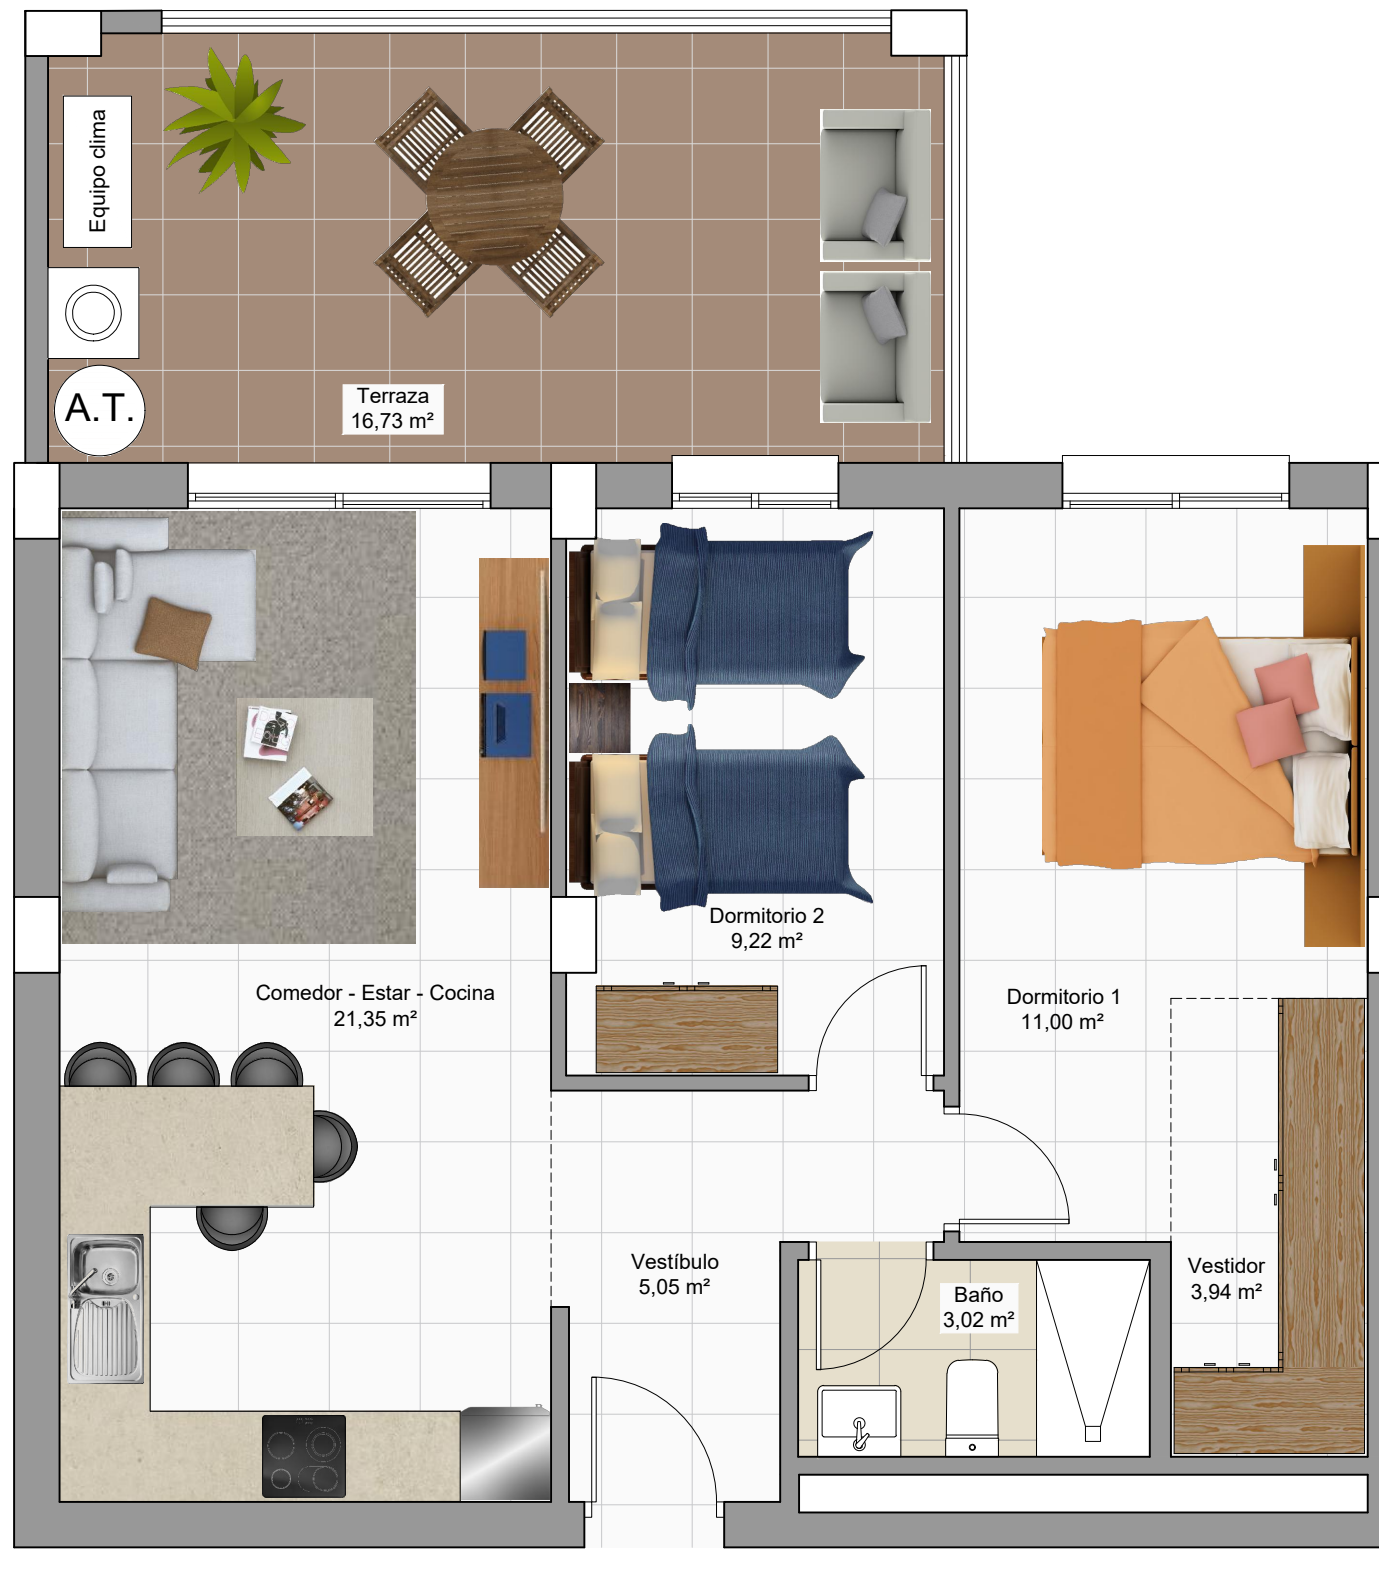 Equipo clima
A.T.
Terraza
16,73 m²
Dormitorio 2
9,22 m²
Comedor - Estar - Cocina
21,35 m²
Dormitorio 1
11,00 m²
Vestíbulo
5,05 m²
Baño
3,02 m²
Vestidor
3,94 m²